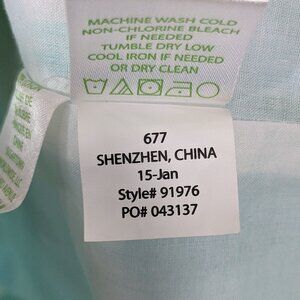 MACHINE WASH COLD
NON-CHLORINE BLEACH
IF NEEDED
TUMBLE DRY LOW
COOL IRON IF NEEDED
OR DRY CLEAN
677
SHENZHEN, CHINA
15-Jan
Style# 91976
PO# 043137